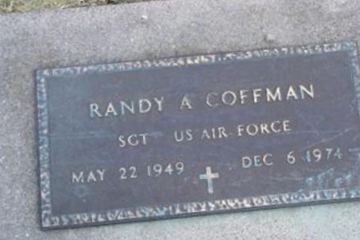 RANDY A COFFMAN
SGT US AIR FORCE
MAY 22 1949 DEC 6 1974